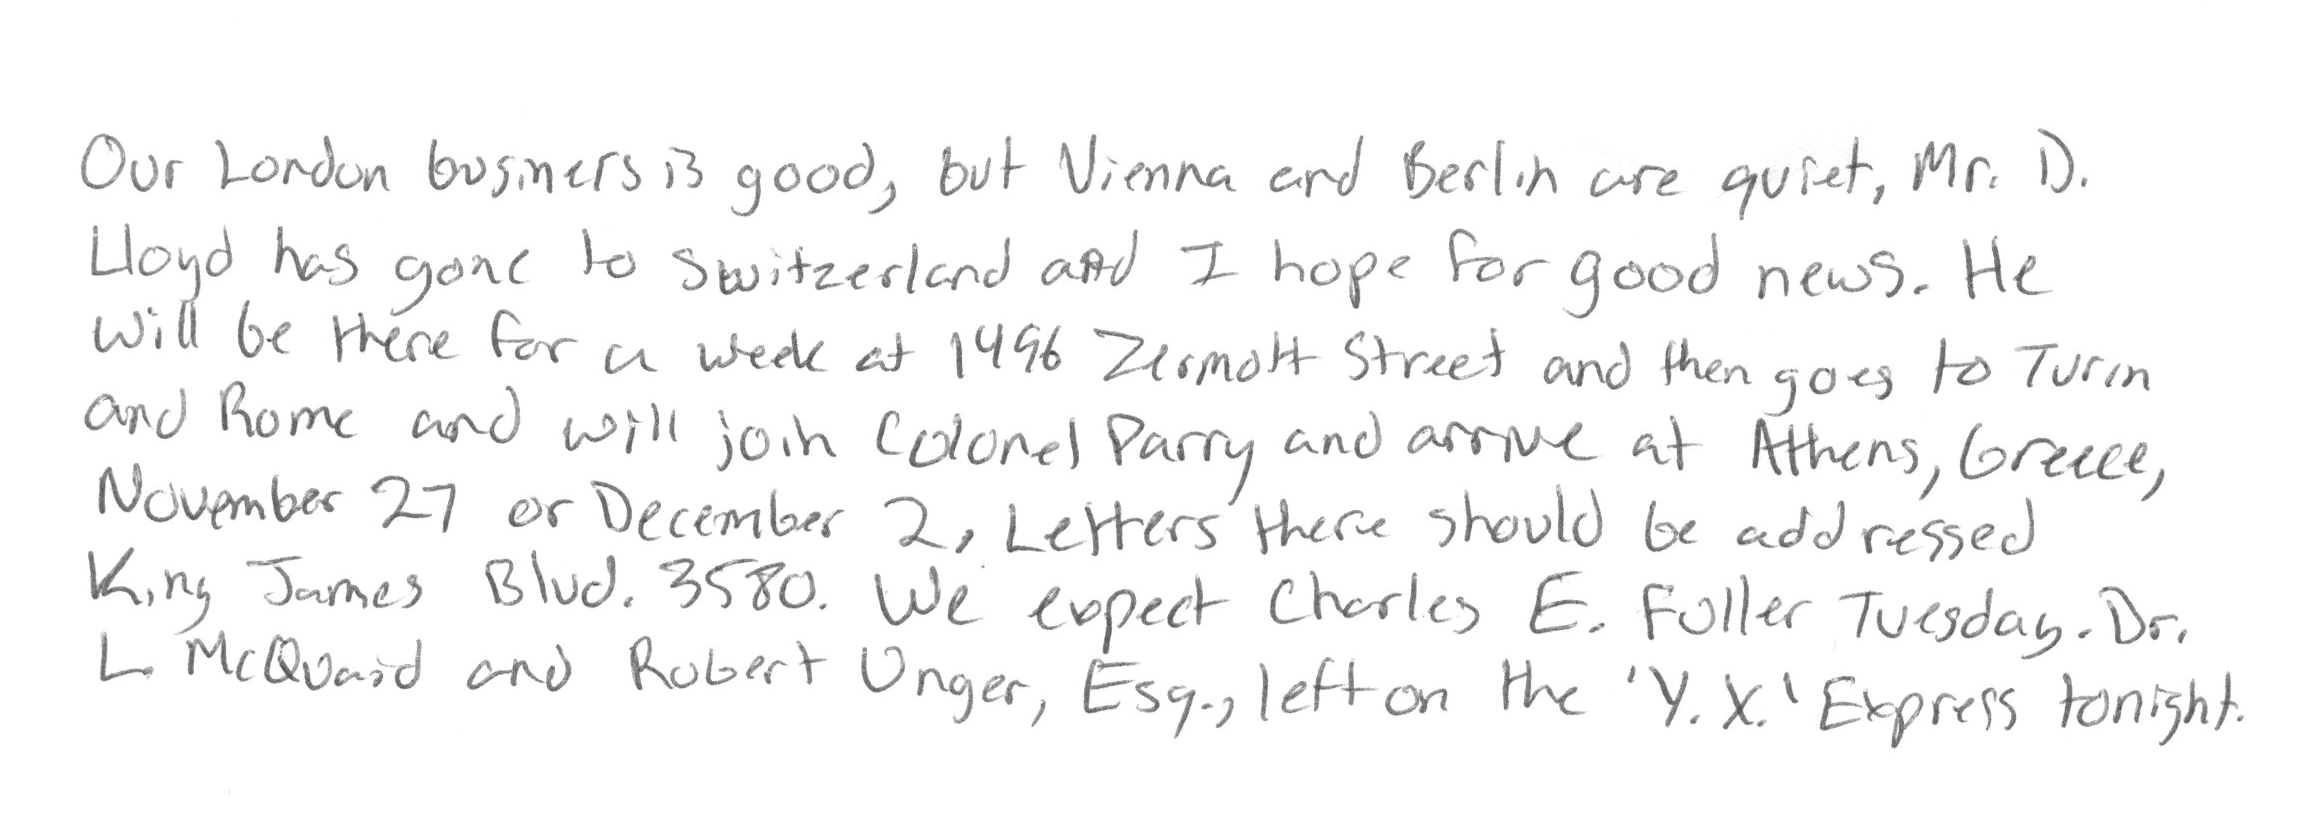 Our London business is good, but Vienna and Berlin are quiet, Mr. D.
Lloyd has gone to Switzerland and I hope for good news. He
will be there for a week at 1496 Zermott Street and then goes to Turin
and Rome and will join Colonel Parry and arrive at Athens, Greece,
November 27 or December 2, Letters there should be addressed
King James Blvd. 3580. We expect Charles E. Fuller Tuesday. Dr.
L. McQuaid and Robert Unger, Esq., left on the 'Y. X.' Express tonight.